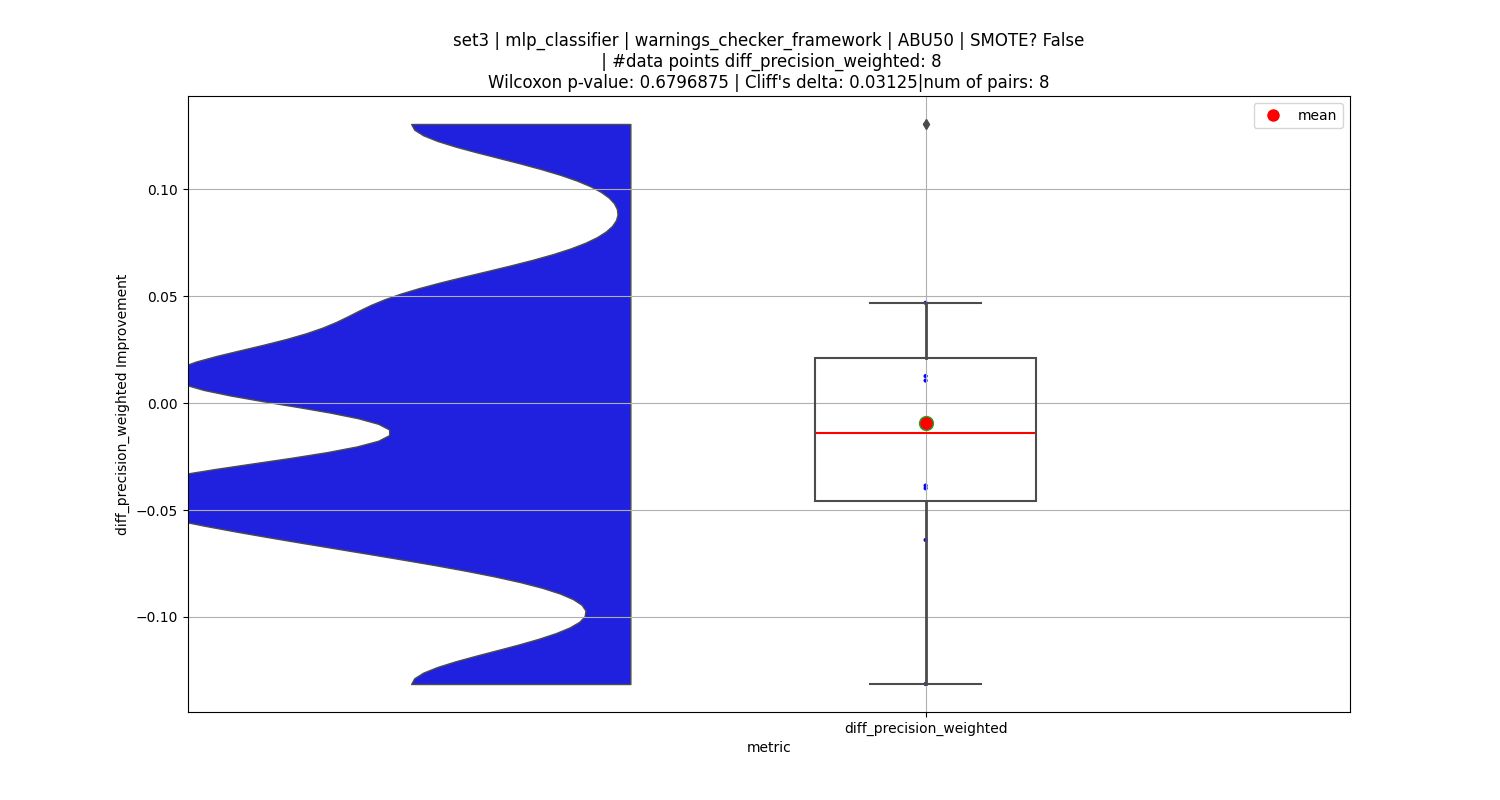 set3 | mlp_classifier | warnings_checker_framework | ABU50 | SMOTE? False
| #data points diff_precision_weighted: 8
Wilcoxon p-value: 0.6796875 | Cliff's delta: 0.03125|num of pairs: 8
mean
0.10
0.05
0.00
−0.05
−0.10
diff_precision_weighted Improvement
diff_precision_weighted
metric